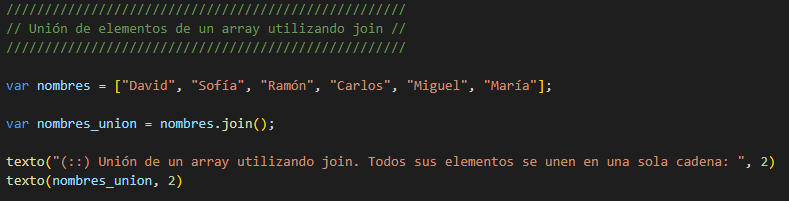 ////////////////////////////////////////////////////
// Unión de elementos de un array utilizando join //
////////////////////////////////////////////////////
var nombres = ["David", "Sofía", "Ramón", "Carlos", "Miguel", "María"];
var nombres_union = nombres.join();
texto("(::) Unión de un array utilizando join. Todos sus elementos se unen en una sola cadena: ", 2)
texto(nombres_union, 2)